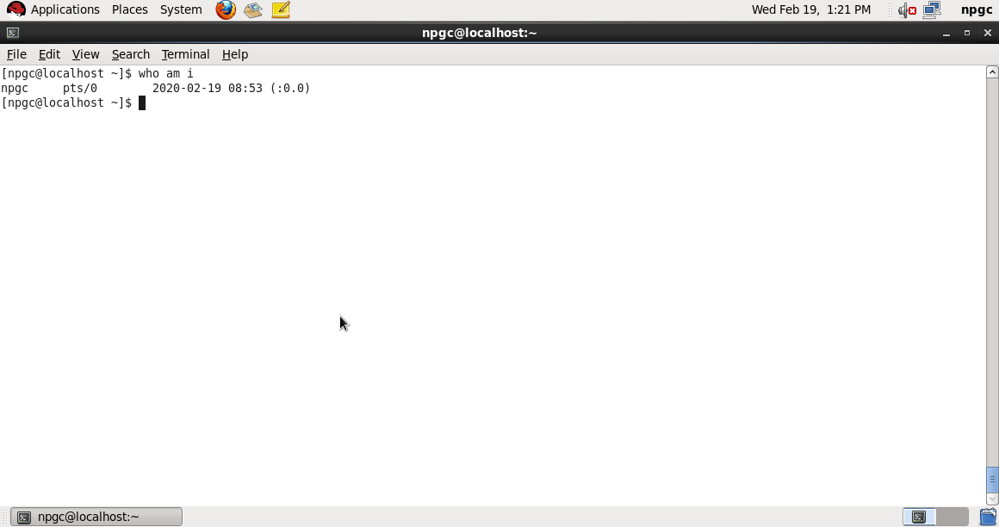 Applications Places System Wed Feb 19, 1:21 PM npgc
npgc@localhost:~
File Edit View Search Terminal Help
[npgc@localhost ~]$ who am i
npgc     pts/0        2020-02-19 08:53 (:0.0)
[npgc@localhost ~]$
npgc@localhost:~